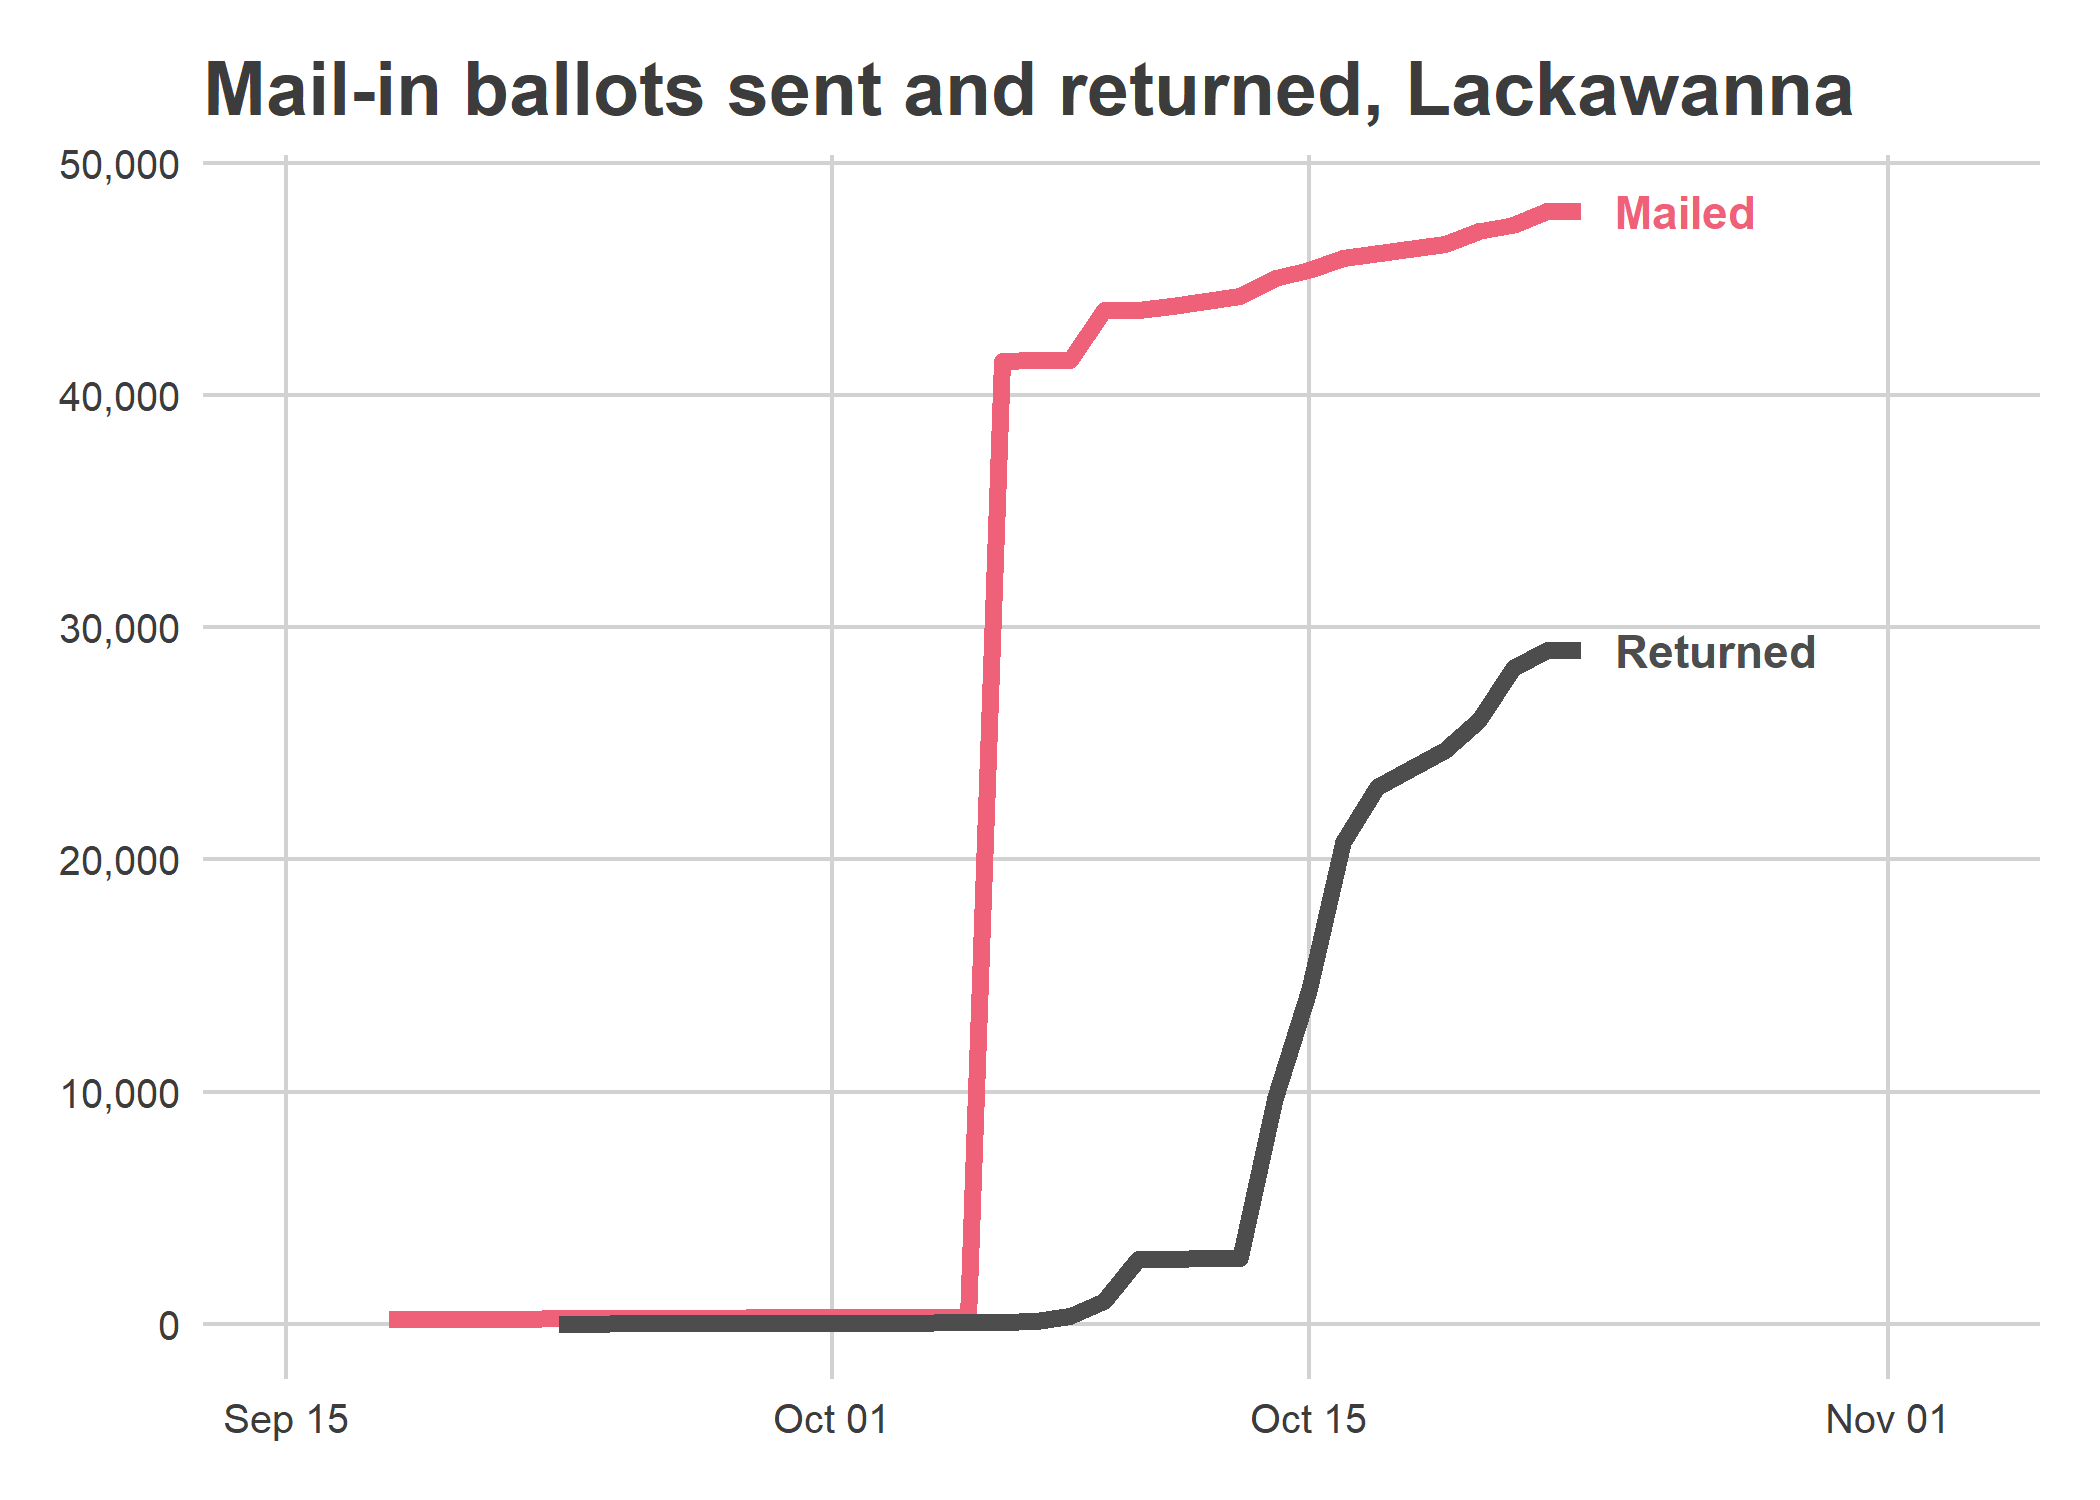 Mail-in ballots sent and returned, Lackawanna
50,000
Mailed
40,000
30,000
Returned
20,000
10,000
0
Sep 15
Oct 01
Oct 15
Nov 01